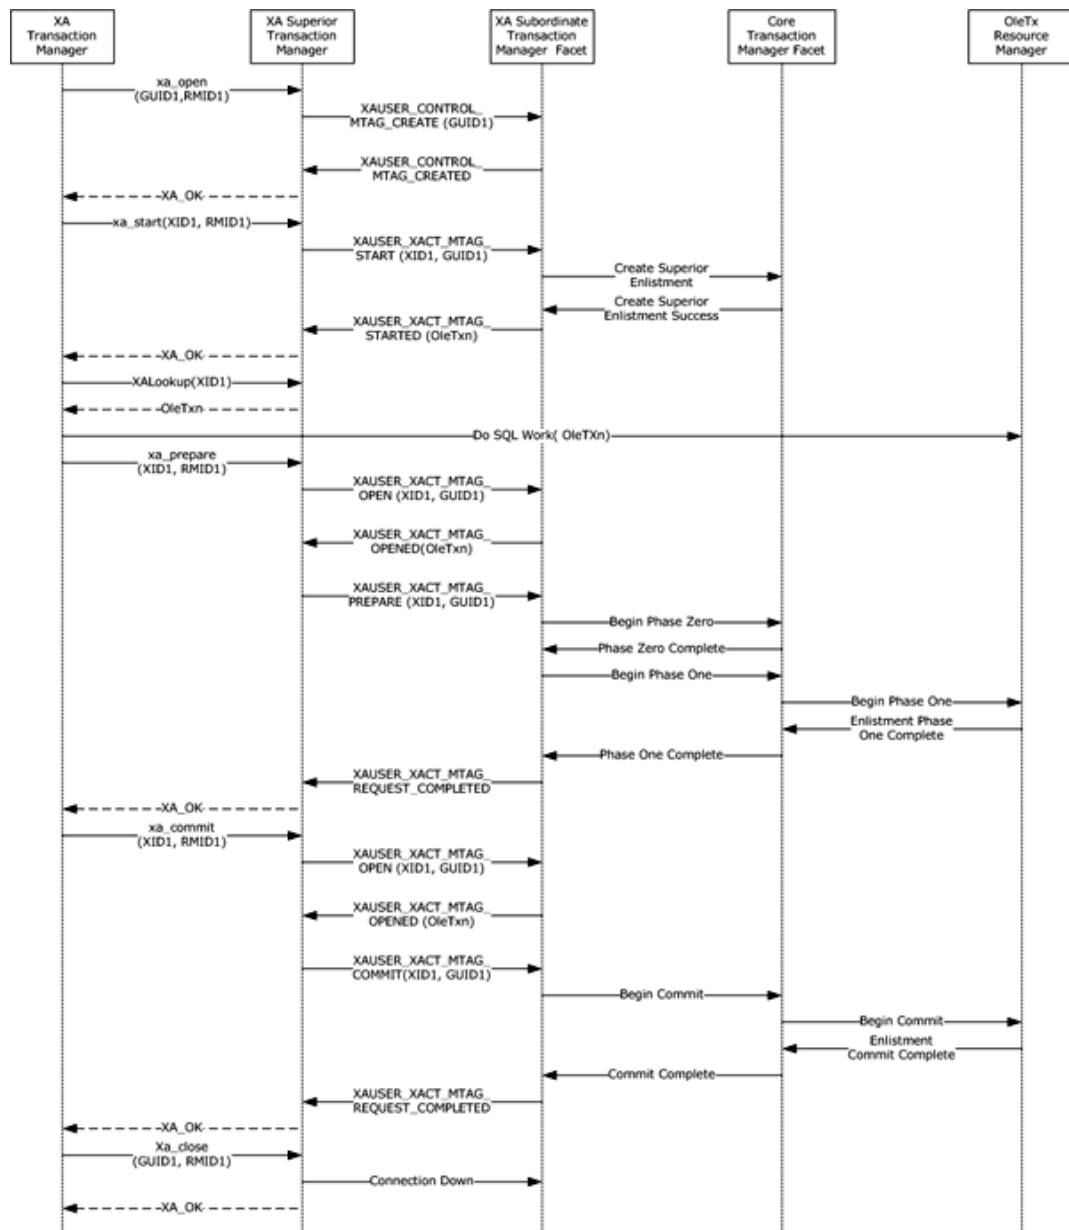 XA
Transaction
Manager
XA Superior
Transaction
Manager
XA Subordinate
Transaction
Manager Facet
Core
Transaction
Manager Facet
OleTx
Resource
Manager
xa_open
(GUID1,RMID1)
XAUSER_CONTROL_
MTAG_CREATE (GUID1)
XAUSER_CONTROL_
MTAG_CREATED
XA_OK
xa_start(XID1, RMID1)
XAUSER_XACT_MTAG_
START (XID1, GUID1)
Create Superior
Enlistment
Create Superior
Enlistment Success
XAUSER_XACT_MTAG_
STARTED (OleTxn)
XA_OK
XALookup(XID1)
OleTxn
Do SQL Work( OleTXn)
xa_prepare
(XID1, RMID1)
XAUSER_XACT_MTAG_
OPEN (XID1, GUID1)
XAUSER_XACT_MTAG_
OPENED(OleTxn)
XAUSER_XACT_MTAG_
PREPARE (XID1, GUID1)
Begin Phase Zero
Phase Zero Complete
Begin Phase One
Begin Phase One
Enlistment Phase
One Complete
Phase One Complete
XAUSER_XACT_MTAG_
REQUEST_COMPLETED
XA_OK
xa_commit
(XID1, RMID1)
XAUSER_XACT_MTAG_
OPEN (XID1, GUID1)
XAUSER_XACT_MTAG_
OPENED (OleTxn)
XAUSER_XACT_MTAG_
COMMIT(XID1, GUID1)
Begin Commit
Begin Commit
Enlistment
Commit Complete
Commit Complete
XAUSER_XACT_MTAG_
REQUEST_COMPLETED
XA_OK
Xa_close
(GUID1, RMID1)
Connection Down
XA_OK